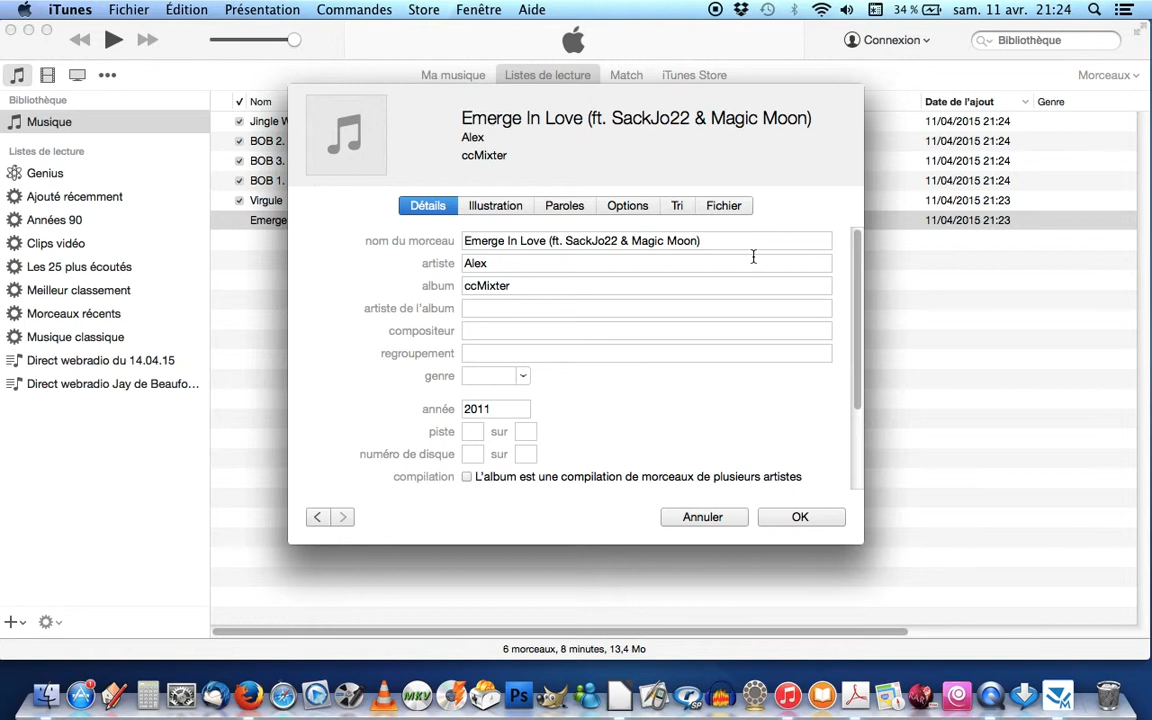 iTunes Fichier Édition Présentation Commandes Store Fenêtre Aide 34 % sam. 11 avr. 21:24
Connexion Bibliothèque
Ma musique Listes de lecture Match iTunes Store Morceaux
Bibliothèque
Musique
Listes de lecture
Genius
Ajouté récemment
Années 90
Clips vidéo
Les 25 plus écoutés
Meilleur classement
Morceaux récents
Musique classique
Direct webradio du 14.04.15
Direct webradio Jay de Beaufo...
Nom
Jingle W
BOB 2.
BOB 3.
BOB 1.
Virgule
Emerge
Emerge In Love (ft. SackJo22 & Magic Moon)
Alex
ccMixter
Détails Illustration Paroles Options Tri Fichier
nom du morceau Emerge In Love (ft. SackJo22 & Magic Moon)
artiste Alex
album ccMixter
artiste de l'album
compositeur
regroupement
genre
année 2011
piste sur
numéro de disque sur
compilation L'album est une compilation de morceaux de plusieurs artistes
Annuler OK
Date de l'ajout Genre
11/04/2015 21:24
11/04/2015 21:24
11/04/2015 21:24
11/04/2015 21:24
11/04/2015 21:23
11/04/2015 21:23
6 morceaux, 8 minutes, 13,4 Mo
MKV Ps SP